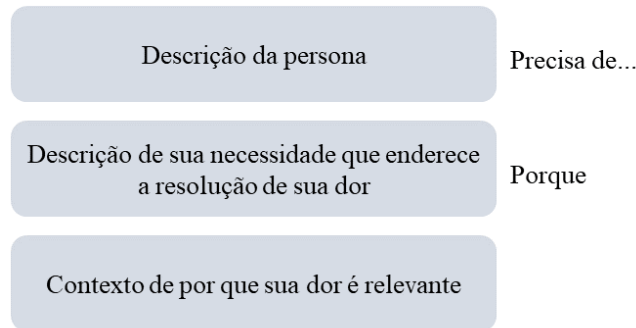 Descrição da persona
Precisa de...
Descrição de sua necessidade que enderece
a resolução de sua dor
Porque
Contexto de por que sua dor é relevante